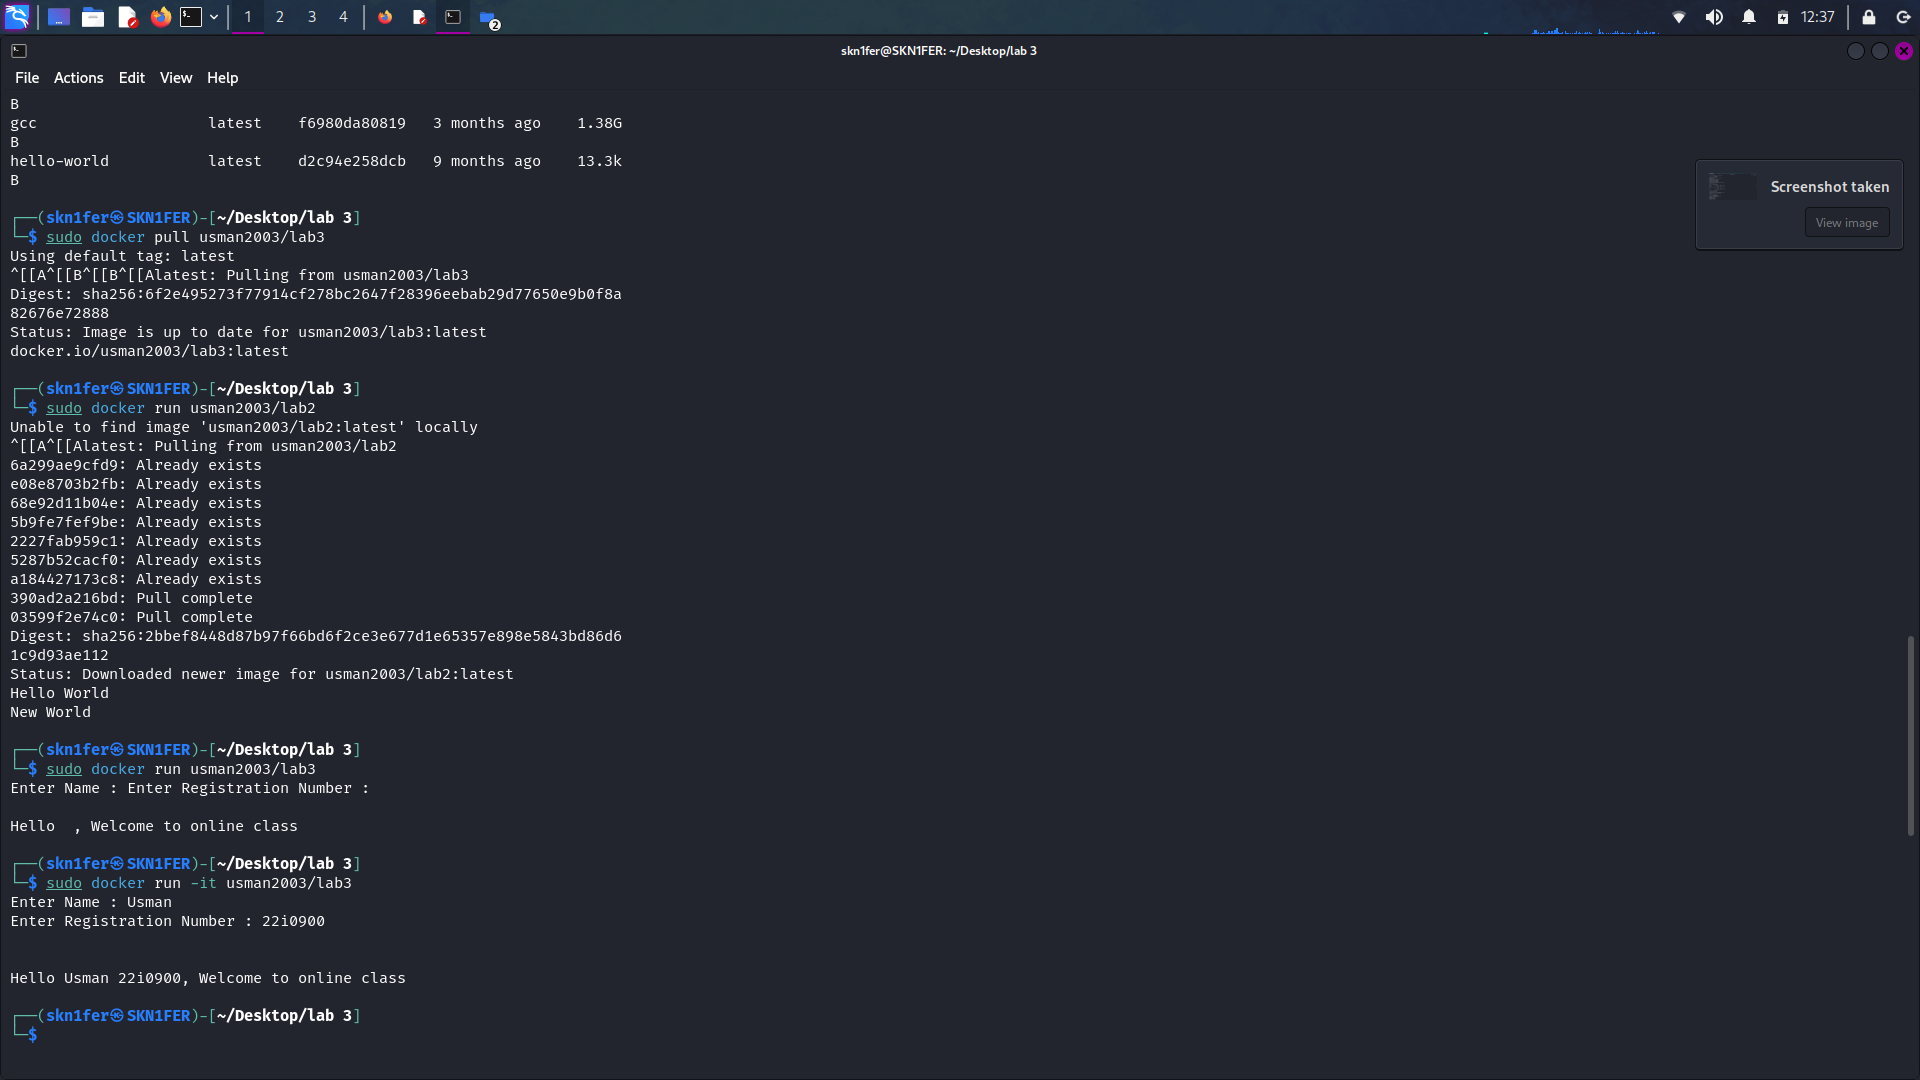 1 2 3 4
2
12:37
skn1fer@SKN1FER: ~/Desktop/lab 3
File Actions Edit View Help
B
gcc latest f6980da80819 3 months ago 1.38G
B
hello-world latest d2c94e258dcb 9 months ago 13.3k
B
Screenshot taken
View image
┌──(skn1fer㉿SKN1FER)-[~/Desktop/lab 3]
└─$ sudo docker pull usman2003/lab3
Using default tag: latest
^[[A^[[B^[[B^[[Alatest: Pulling from usman2003/lab3
Digest: sha256:6f2e495273f77914cf278bc2647f28396eebab29d77650e9b0f8a
82676e72888
Status: Image is up to date for usman2003/lab3:latest
docker.io/usman2003/lab3:latest
┌──(skn1fer㉿SKN1FER)-[~/Desktop/lab 3]
└─$ sudo docker run usman2003/lab2
Unable to find image 'usman2003/lab2:latest' locally
^[[A^[[Alatest: Pulling from usman2003/lab2
6a299ae9cfd9: Already exists
e08e8703b2fb: Already exists
68e92d11b04e: Already exists
5b9fe7fef9be: Already exists
2227fab959c1: Already exists
5287b52cacf0: Already exists
a184427173c8: Already exists
390ad2a216bd: Pull complete
03599f2e74c0: Pull complete
Digest: sha256:2bbef8448d87b97f66bd6f2ce3e677d1e65357e898e5843bd86d6
1c9d93ae112
Status: Downloaded newer image for usman2003/lab2:latest
Hello World
New World
┌──(skn1fer㉿SKN1FER)-[~/Desktop/lab 3]
└─$ sudo docker run usman2003/lab3
Enter Name : Enter Registration Number :
Hello  , Welcome to online class
┌──(skn1fer㉿SKN1FER)-[~/Desktop/lab 3]
└─$ sudo docker run -it usman2003/lab3
Enter Name : Usman
Enter Registration Number : 22i0900
Hello Usman 22i0900, Welcome to online class
┌──(skn1fer㉿SKN1FER)-[~/Desktop/lab 3]
└─$